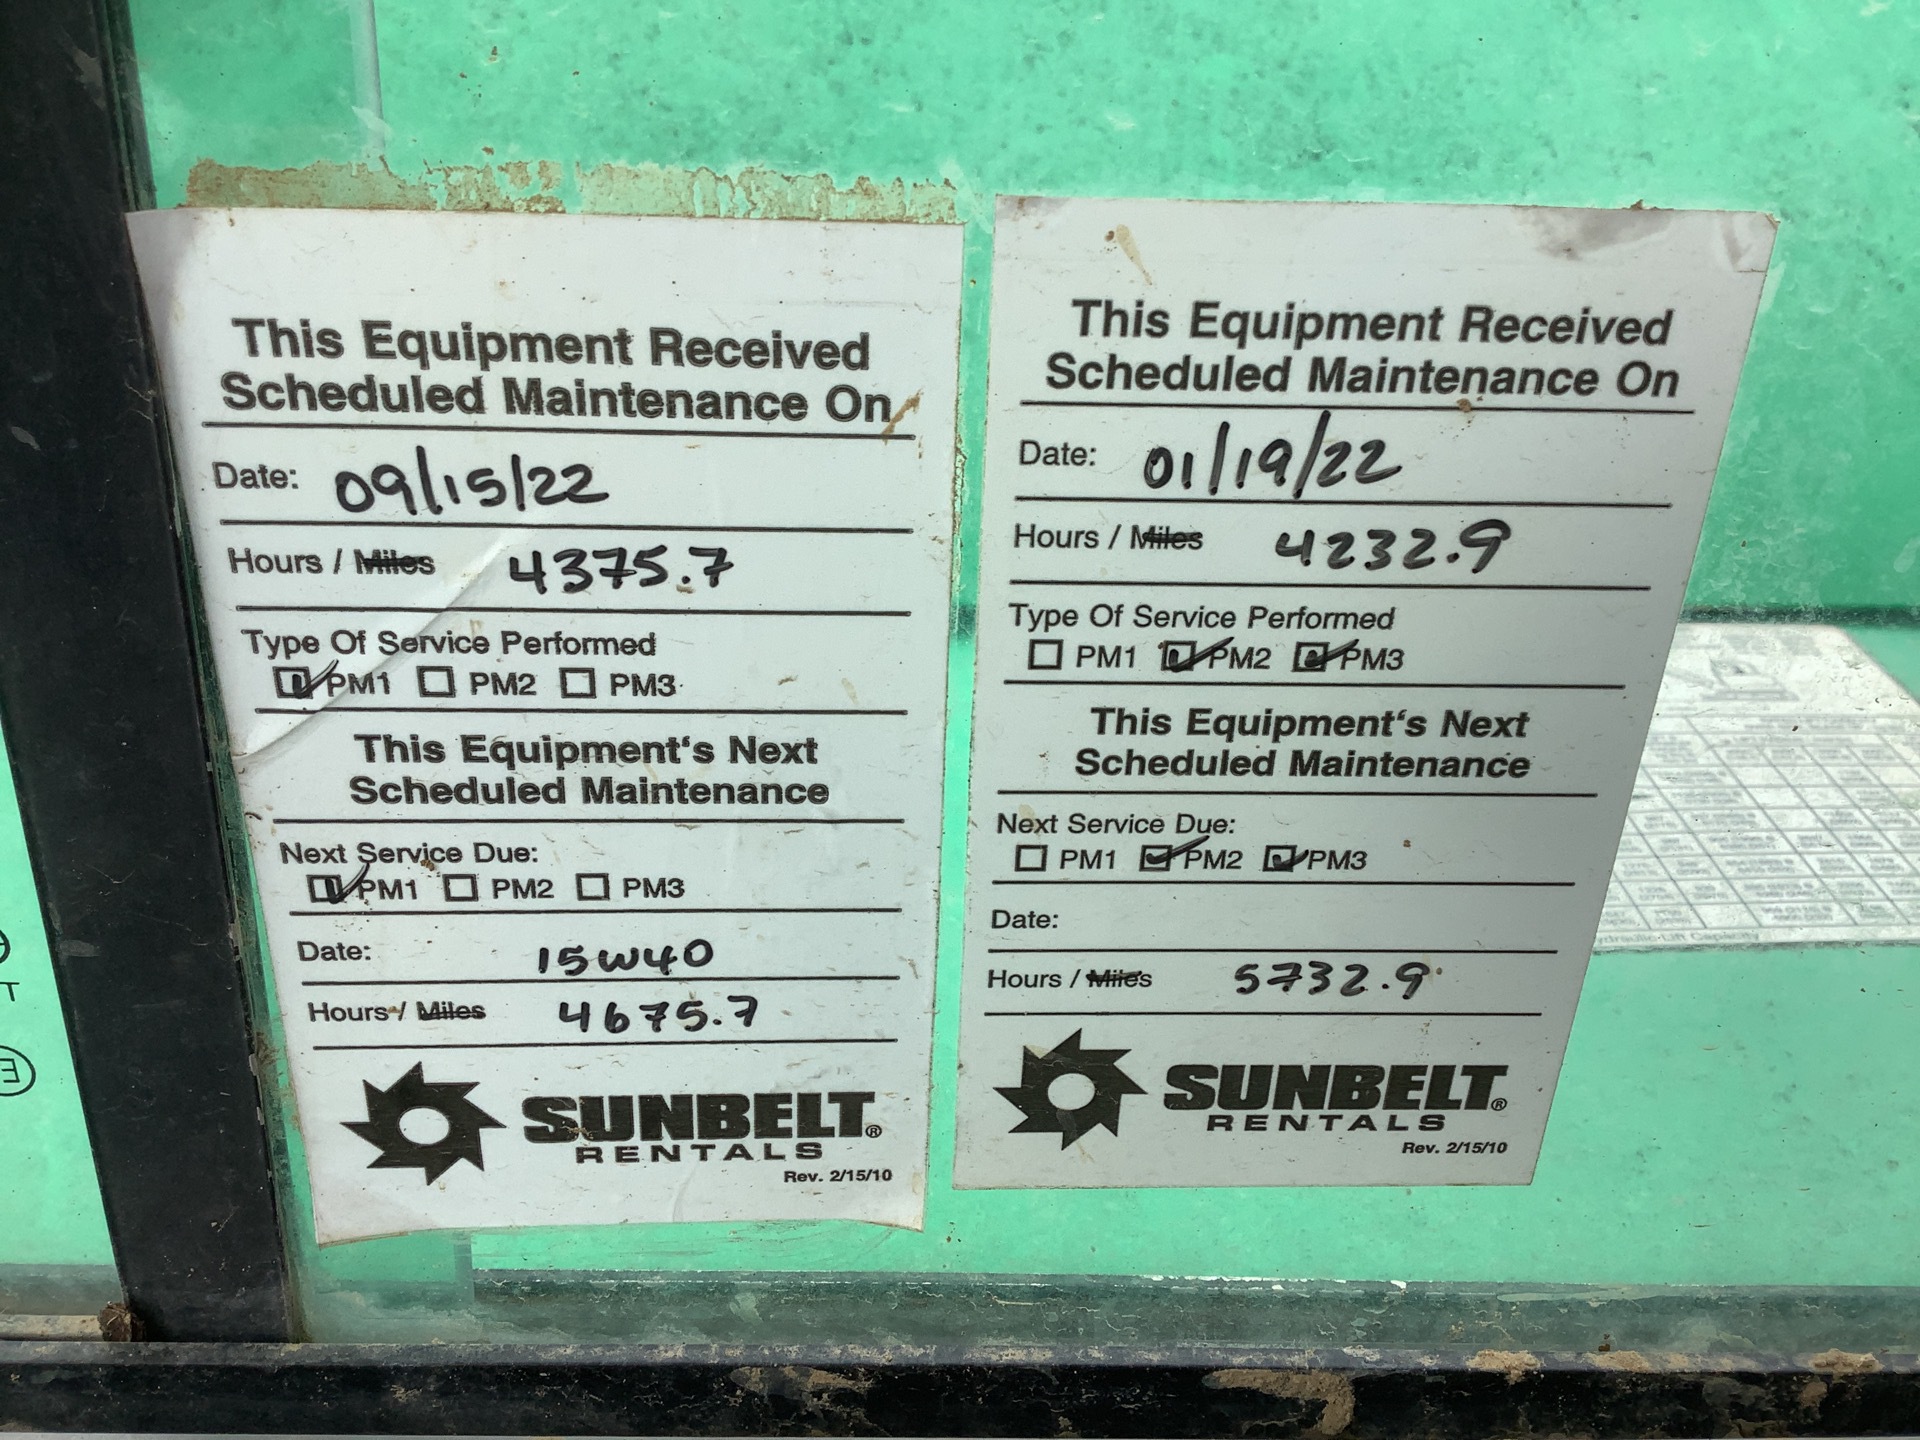 This Equipment Received
Scheduled Maintenance On
Date: 09/15/22
Hours / Miles 4375.7
Type Of Service Performed
PM1 PM2 PM3
This Equipment's Next
Scheduled Maintenance
Next Service Due:
PM1 PM2 PM3
Date: 15W40
Hours / Miles 4675.7
SUNBELT®
RENTALS
Rev. 2/15/10
This Equipment Received
Scheduled Maintenance On
Date: 01/19/22
Hours / Miles 4232.9
Type Of Service Performed
PM1 PM2 PM3
This Equipment's Next
Scheduled Maintenance
Next Service Due:
PM1 PM2 PM3
Date:
Hours / Miles 5732.9
SUNBELT®
RENTALS
Rev. 2/15/10